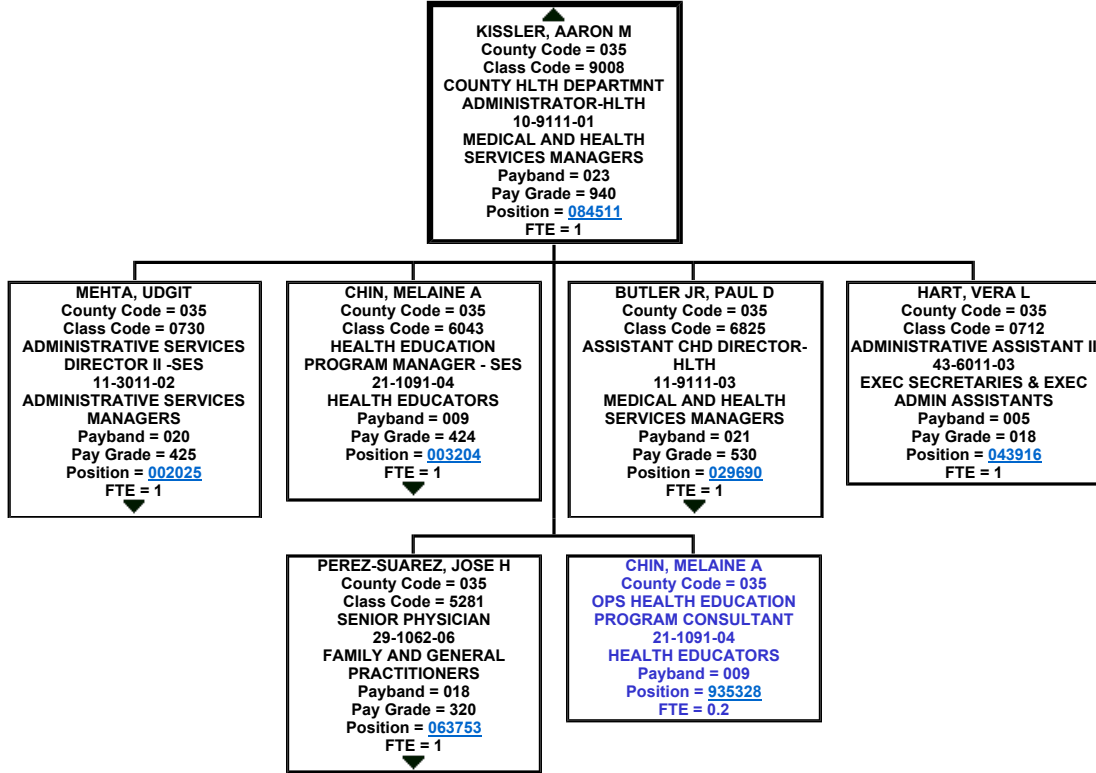 KISSLER, AARON M
County Code = 035
Class Code = 9008
COUNTY HLTH DEPARTMNT
ADMINISTRATOR-HLTH
10-9111-01
MEDICAL AND HEALTH
SERVICES MANAGERS
Payband = 023
Pay Grade = 940
Position = 084511
FTE = 1
MEHTA, UDGIT
County Code = 035
Class Code = 0730
ADMINISTRATIVE SERVICES
DIRECTOR II -SES
11-3011-02
ADMINISTRATIVE SERVICES
MANAGERS
Payband = 020
Pay Grade = 425
Position = 002025
FTE = 1
CHIN, MELAINE A
County Code = 035
Class Code = 6043
HEALTH EDUCATION
PROGRAM MANAGER - SES
21-1091-04
HEALTH EDUCATORS
Payband = 009
Pay Grade = 424
Position = 003204
FTE = 1
BUTLER JR, PAUL D
County Code = 035
Class Code = 6825
ASSISTANT CHD DIRECTOR-
HLTH
11-9111-03
MEDICAL AND HEALTH
SERVICES MANAGERS
Payband = 021
Pay Grade = 530
Position = 029690
FTE = 1
HART, VERA L
County Code = 035
Class Code = 0712
ADMINISTRATIVE ASSISTANT II
43-6011-03
EXEC SECRETARIES & EXEC
ADMIN ASSISTANTS
Payband = 005
Pay Grade = 018
Position = 043916
FTE = 1
PEREZ-SUAREZ, JOSE H
County Code = 035
Class Code = 5281
SENIOR PHYSICIAN
29-1062-06
FAMILY AND GENERAL
PRACTITIONERS
Payband = 018
Pay Grade = 320
Position = 063753
FTE = 1
CHIN, MELAINE A
County Code = 035
OPS HEALTH EDUCATION
PROGRAM CONSULTANT
21-1091-04
HEALTH EDUCATORS
Payband = 009
Position = 935328
FTE = 0.2